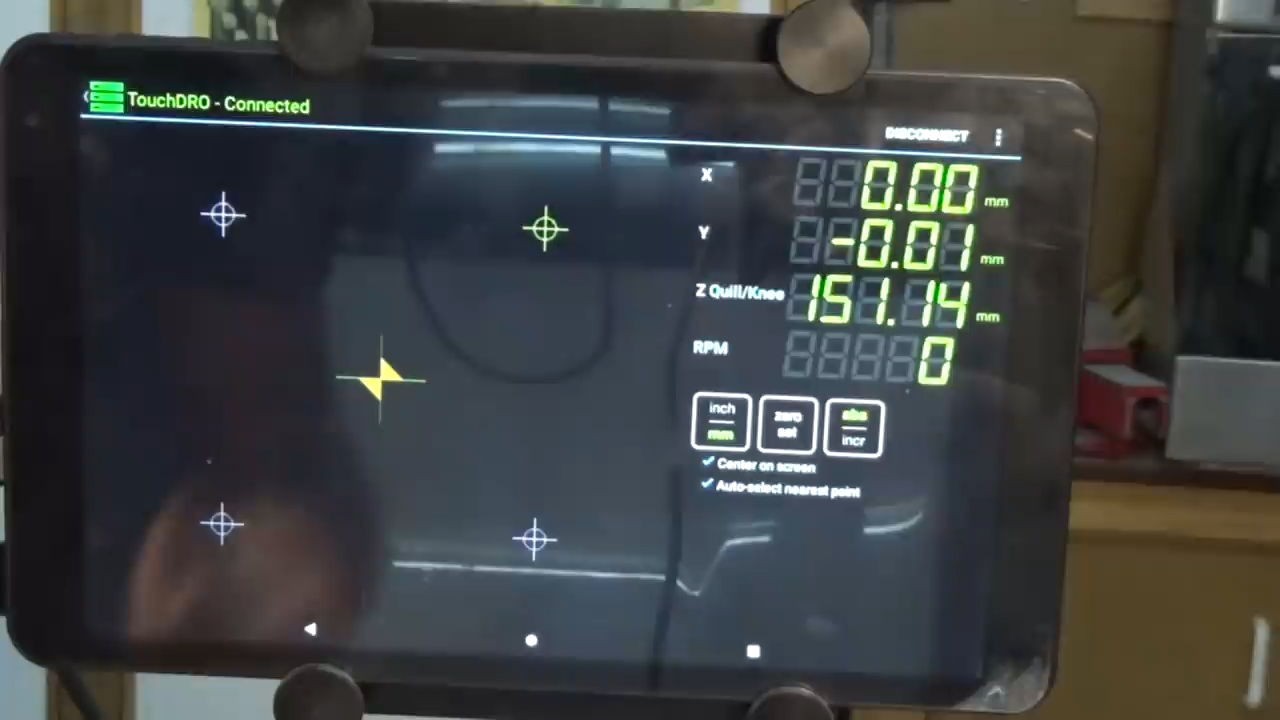 TouchDRO - Connected
DISCONNECT
X 0.00 mm
Y -0.01 mm
Z Quill/Knee 151.14 mm
RPM 0
inch
mm
zero
set
abs
incr
Center on screen
Auto-select nearest point